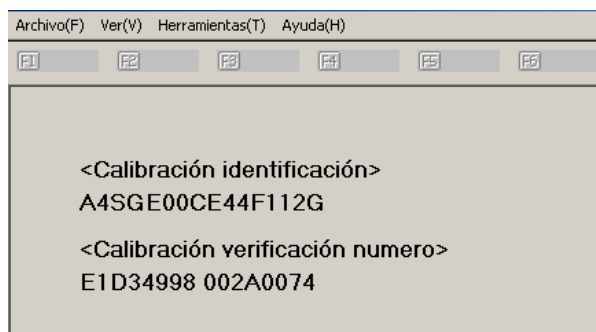 Archivo(F) Ver(V) Herramientas(T) Ayuda(H)
F1 F2 F3 F4 F5 F6
<Calibración identificación>
A4SGE00CE44F112G
<Calibración verificación numero>
E1D34998 002A0074